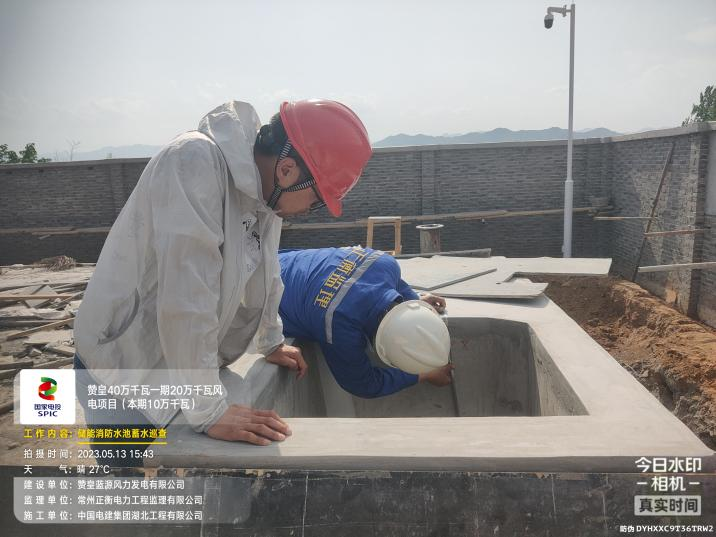 正衡监理
国家电投
SPIC
赞皇40万千瓦一期20万千瓦风
电项目（本期10万千瓦）
工作内容：储能消防水池蓄水巡查
拍摄时间：2023.05.13 15:43
天 气：晴 27℃
建设单位：赞皇蓝源风力发电有限公司
监理单位：常州正衡电力工程监理有限公司
施工单位：中国电建集团湖北工程有限公司
今日水印
相机
真实时间
防伪 DYHXXC9T36TRW2